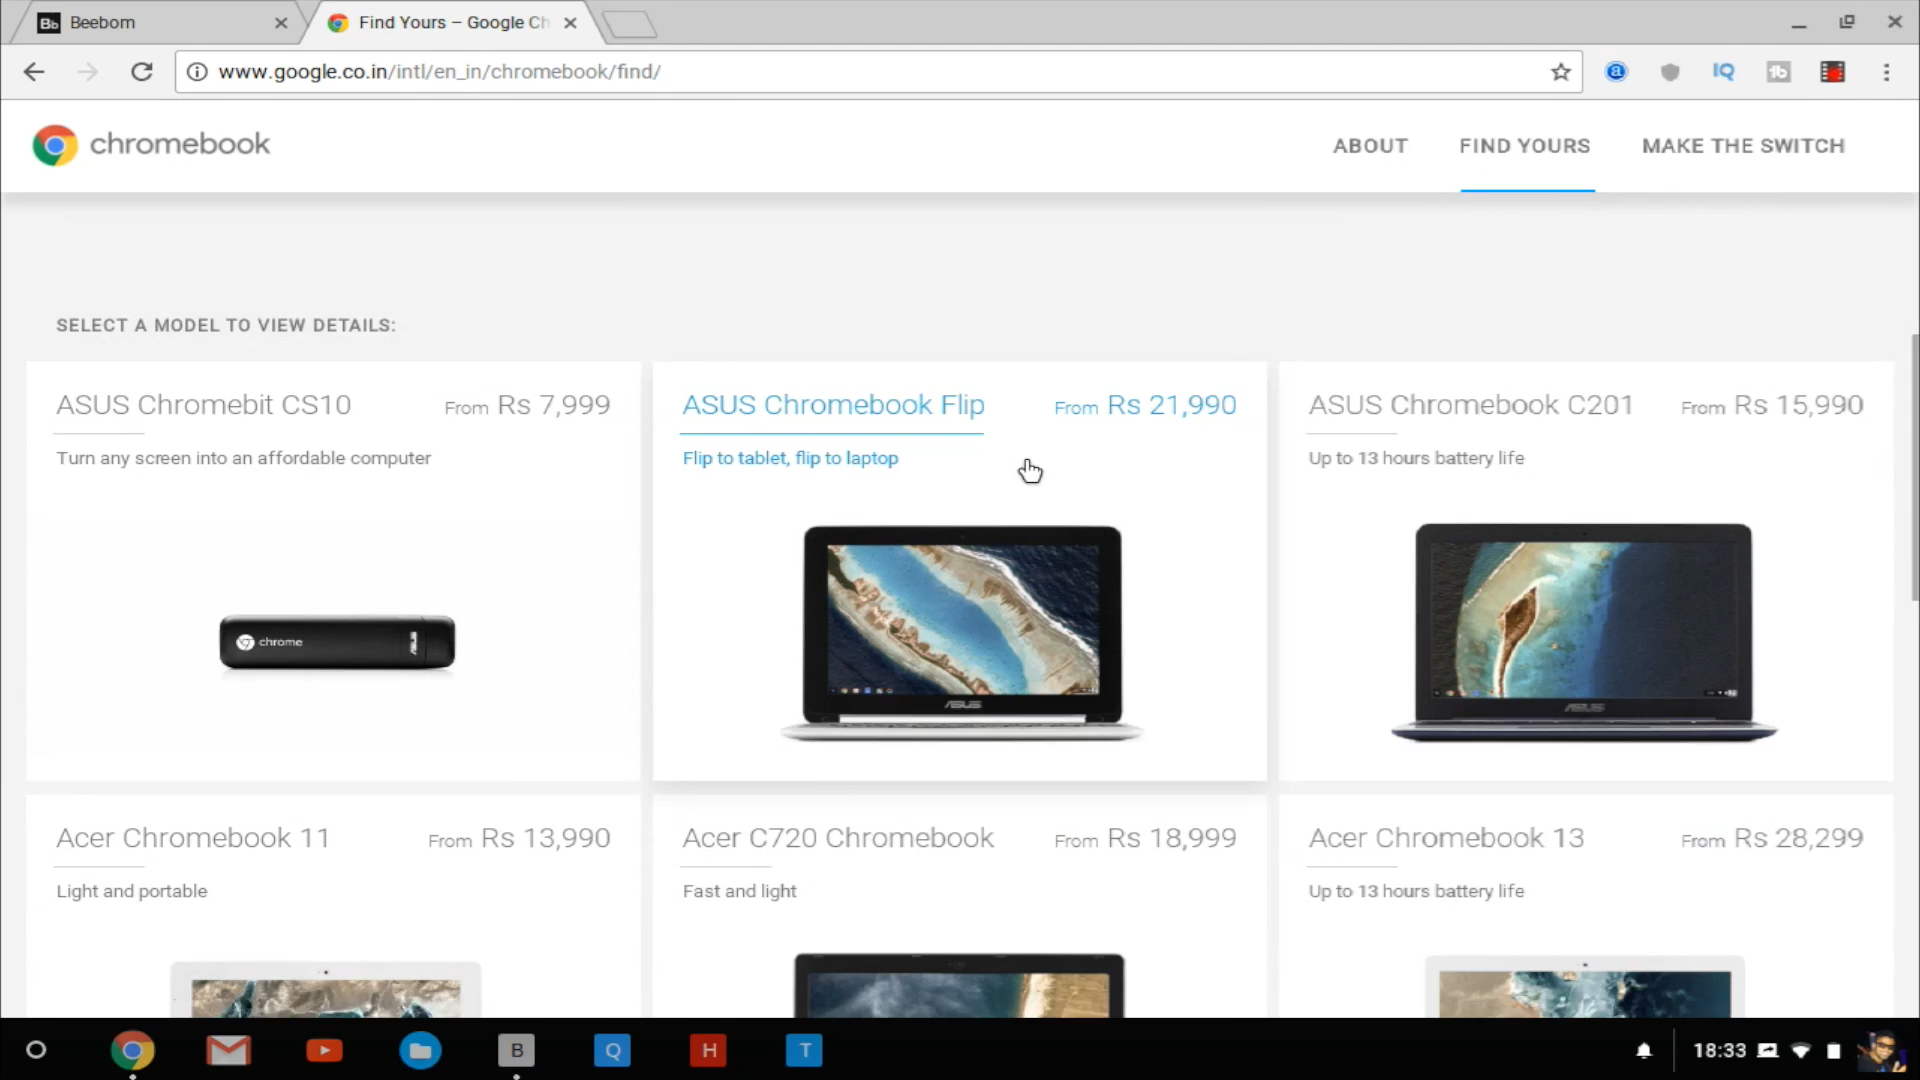 Bb Beebom
Find Yours – Google Ch
www.google.co.in/intl/en_in/chromebook/find/
a IQ tb
chromebook
ABOUT FIND YOURS MAKE THE SWITCH
SELECT A MODEL TO VIEW DETAILS:
ASUS Chromebit CS10 From Rs 7,999
Turn any screen into an affordable computer
chrome ASUS
ASUS Chromebook Flip From Rs 21,990
Flip to tablet, flip to laptop
ASUS
ASUS Chromebook C201 From Rs 15,990
Up to 13 hours battery life
ASUS
Acer Chromebook 11 From Rs 13,990
Light and portable
Acer C720 Chromebook From Rs 18,999
Fast and light
Acer Chromebook 13 From Rs 28,299
Up to 13 hours battery life
B Q H T 18:33